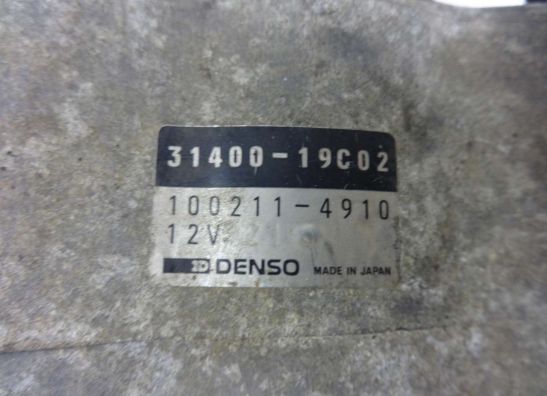 31400-19C02
100211-4910
12V
DENSO MADE IN JAPAN